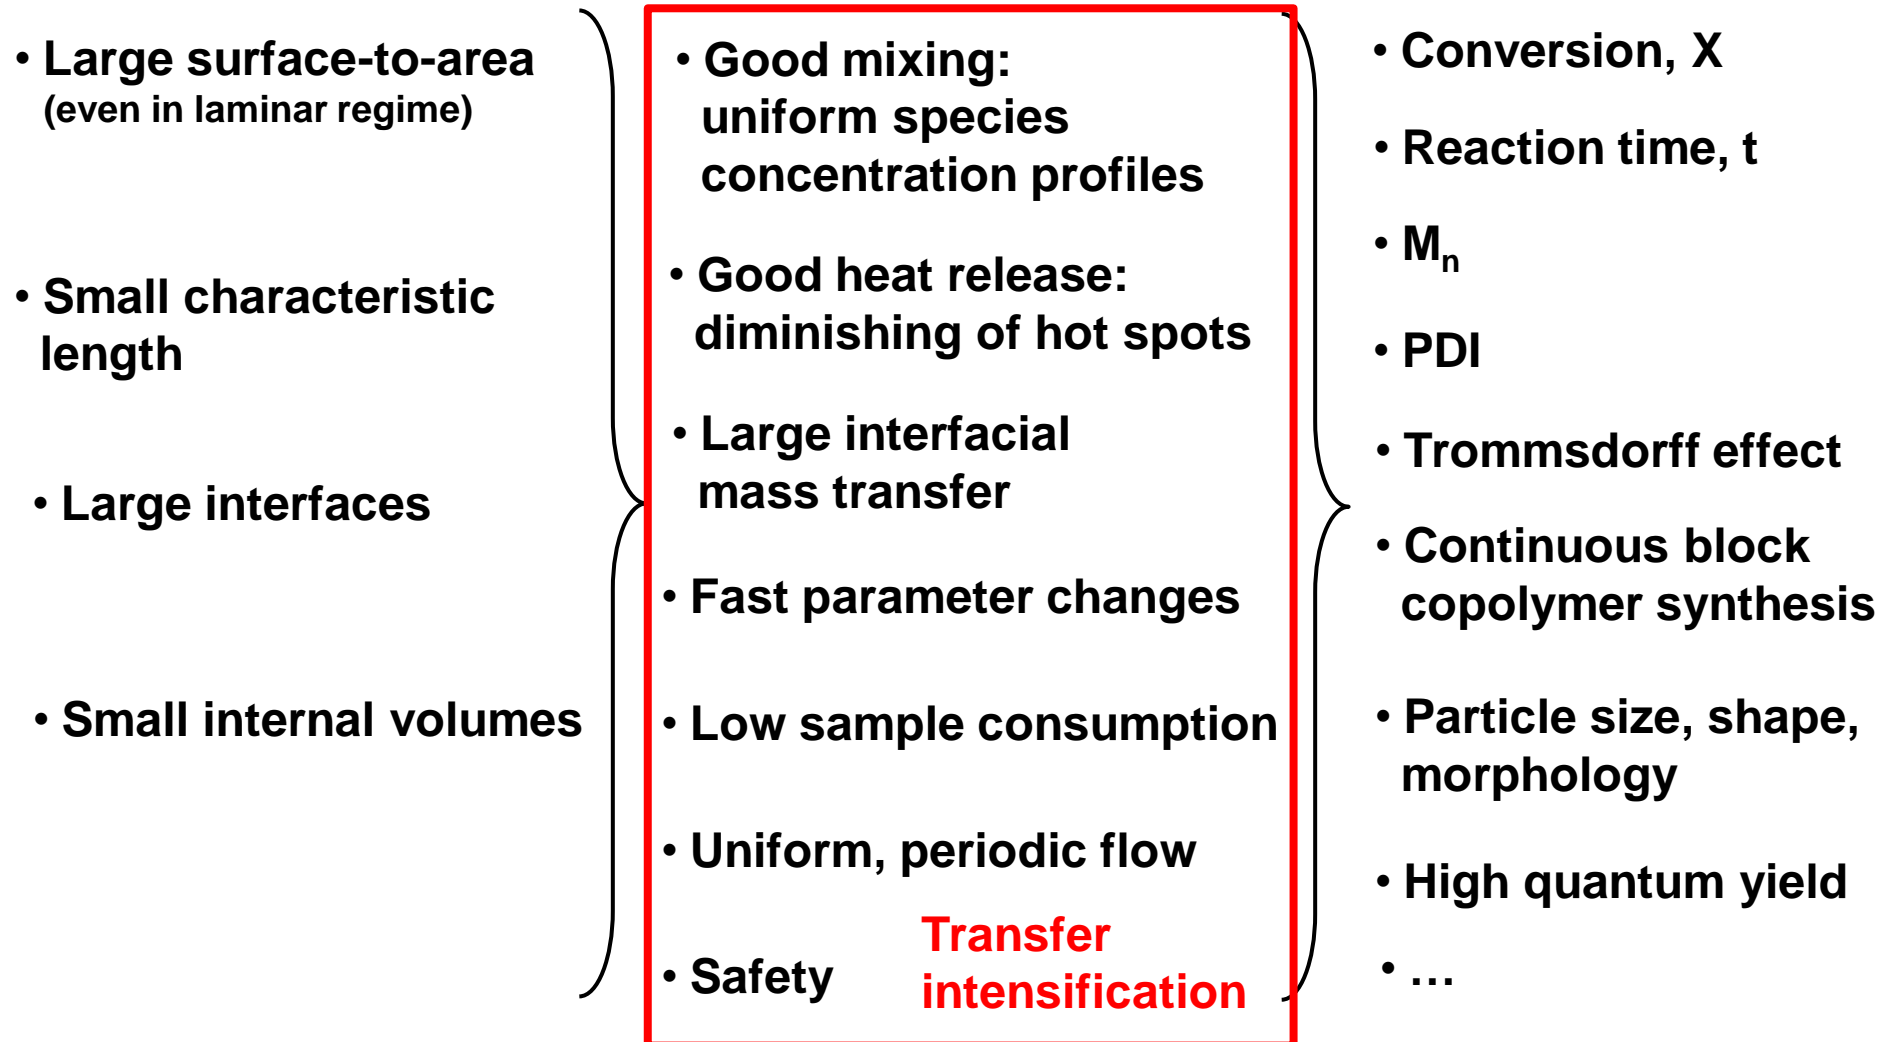 • Large surface-to-area
(even in laminar regime)
• Small characteristic
length
• Large interfaces
• Small internal volumes
• Good mixing:
uniform species
concentration profiles
• Good heat release:
diminishing of hot spots
• Large interfacial
mass transfer
• Fast parameter changes
• Low sample consumption
• Uniform, periodic flow
• Safety
Transfer
intensification
• Conversion, X
• Reaction time, t
• Mn
• PDI
• Trommsdorff effect
• Continuous block
copolymer synthesis
• Particle size, shape,
morphology
• High quantum yield
• …